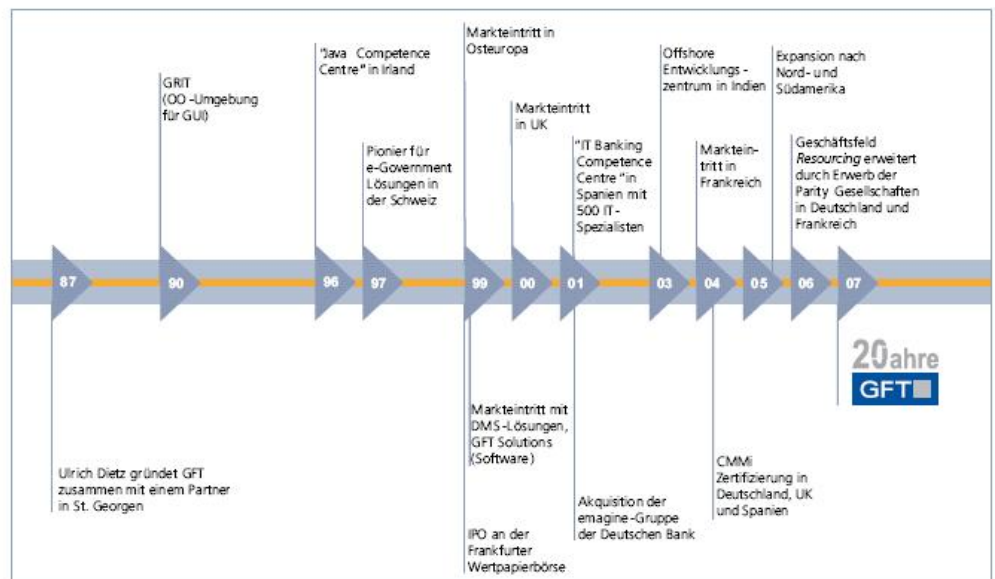 Markteintritt in
Osteuropa
"Java Competence
Centre" in Irland
Offshore
Entwicklungs-
zentrum in Indien
Expansion nach
Nord- und
Südamerika
GRIT
(OO-Umgebung
für GUI)
Markteintritt
in UK
Pionier für
e-Government
Lösungen in
der Schweiz
"IT Banking
Competence
Centre" in
Spanien mit
500 IT-
Spezialisten
Marktein-
tritt in
Frankreich
Geschäftsfeld
Resourcing erweitert
durch Erwerb der
Parity Gesellschaften
in Deutschland und
Frankreich
87
90
96
97
99
00
01
03
04
05
06
07
20ahre
GFT
Markteintritt mit
DMS-Lösungen,
GFT Solutions
(Software)
Ulrich Dietz gründet GFT
zusammen mit einem Partner
in St. Georgen
CMMi
Zertifizierung in
Deutschland, UK
und Spanien
Akquisition der
emagine-Gruppe
der Deutschen Bank
IPO an der
Frankfurter
Wertpapierbörse